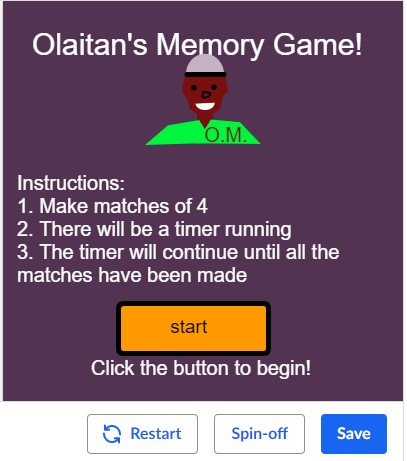 Olaitan's Memory Game!
O.M.
Instructions:
1. Make matches of 4
2. There will be a timer running
3. The timer will continue until all the
matches have been made
start
Click the button to begin!
Restart
Spin-off
Save